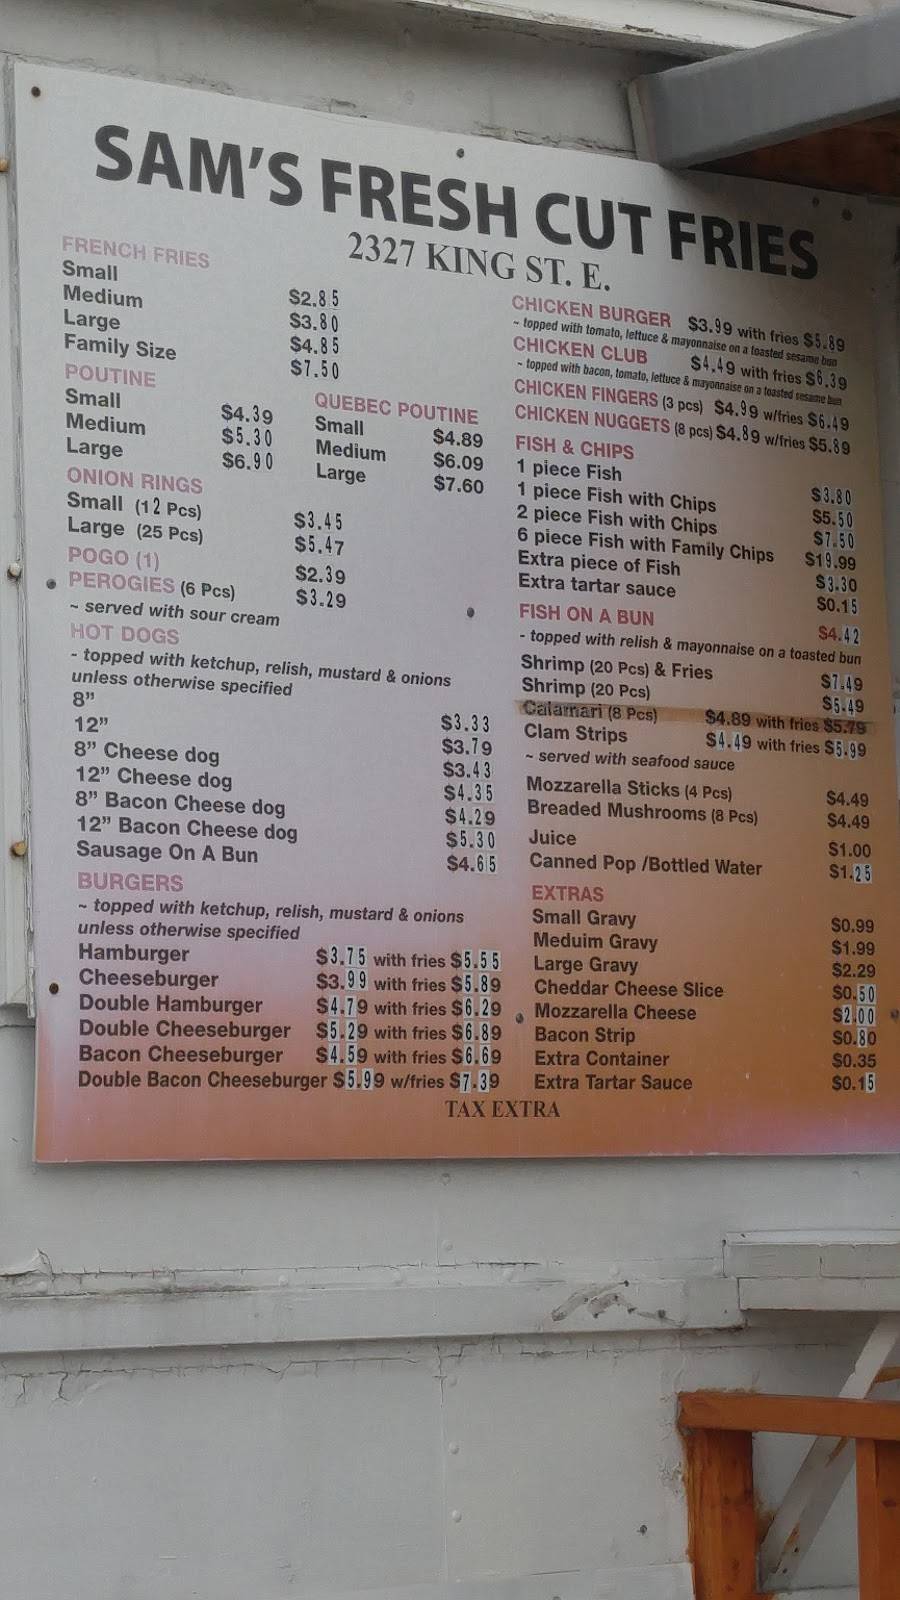 SAM'S FRESH CUT FRIES
2327 KING ST. E.
FRENCH FRIES
Small $2.85
Medium $3.80
Large $4.85
Family Size $7.50
POUTINE
Small $4.39
Medium $5.30
Large $6.90
QUEBEC POUTINE
Small $4.89
Medium $6.09
Large $7.60
ONION RINGS
Small (12 Pcs) $3.45
Large (25 Pcs) $5.47
POGO (1) $2.39
PEROGIES (6 Pcs) $3.29
~ served with sour cream
HOT DOGS
- topped with ketchup, relish, mustard & onions
unless otherwise specified
8" $3.33
12" $3.79
8" Cheese dog $3.43
12" Cheese dog $4.35
8" Bacon Cheese dog $4.29
12" Bacon Cheese dog $5.30
Sausage On A Bun $4.65
BURGERS
~ topped with ketchup, relish, mustard & onions
unless otherwise specified
Hamburger $3.75 with fries $5.55
Cheeseburger $3.99 with fries $5.89
Double Hamburger $4.79 with fries $6.29
Double Cheeseburger $5.29 with fries $6.89
Bacon Cheeseburger $4.59 with fries $6.69
Double Bacon Cheeseburger $5.99 w/fries $7.39
CHICKEN BURGER $3.99 with fries $5.89
~ topped with tomato, lettuce & mayonnaise on a toasted sesame bun
CHICKEN CLUB $4.49 with fries $6.39
~ topped with bacon, tomato, lettuce & mayonnaise on a toasted sesame bun
CHICKEN FINGERS (3 pcs) $4.99 w/fries $6.49
CHICKEN NUGGETS (8 pcs) $4.89 w/fries $5.89
FISH & CHIPS
1 piece Fish $3.80
1 piece Fish with Chips $5.50
2 piece Fish with Chips $7.50
6 piece Fish with Family Chips $19.99
Extra piece of Fish $3.30
Extra tartar sauce $0.15
FISH ON A BUN $4.42
- topped with relish & mayonnaise on a toasted bun
Shrimp (20 Pcs) & Fries $7.49
Shrimp (20 Pcs) $5.49
Calamari (8 Pcs) $4.89 with fries $5.79
Clam Strips $4.49 with fries $5.99
~ served with seafood sauce
Mozzarella Sticks (4 Pcs) $4.49
Breaded Mushrooms (8 Pcs) $4.49
Juice $1.00
Canned Pop /Bottled Water $1.25
EXTRAS
Small Gravy $0.99
Meduim Gravy $1.99
Large Gravy $2.29
Cheddar Cheese Slice $0.50
Mozzarella Cheese $2.00
Bacon Strip $0.80
Extra Container $0.35
Extra Tartar Sauce $0.15
TAX EXTRA